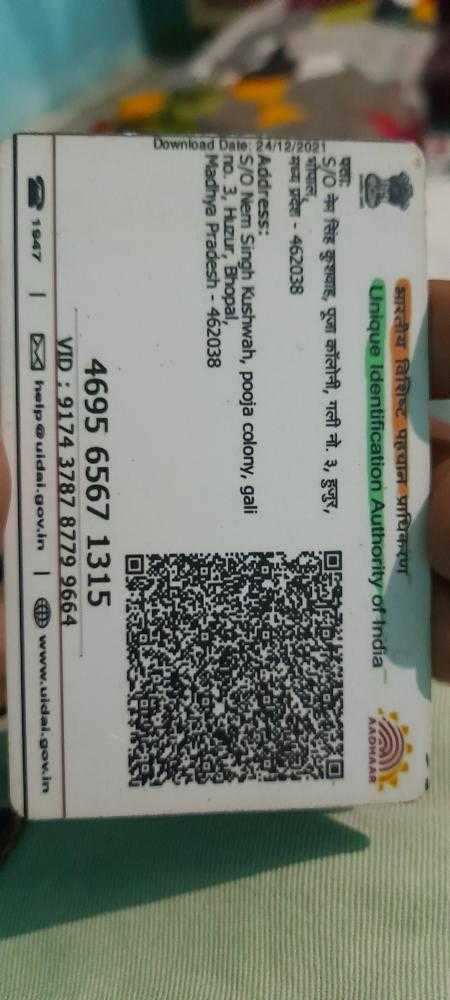 भारतीय विशिष्ट पहचान प्राधिकरण
Unique Identification Authority of India
AADHAAR
Download Date: 24/12/2021
पता:
S/O नेम सिंह कुशवाह, पूजा कॉलोनी, गली नो. ३, हुजुर,
भोपाल,
मध्य प्रदेश - 462038
Address:
S/O Nem Singh Kushwah, pooja colony, gali
no. 3, Huzur, Bhopal,
Madhya Pradesh - 462038
4695 6567 1315
VID : 9174 3787 8779 9664
1947 | help@uidai.gov.in | www.uidai.gov.in